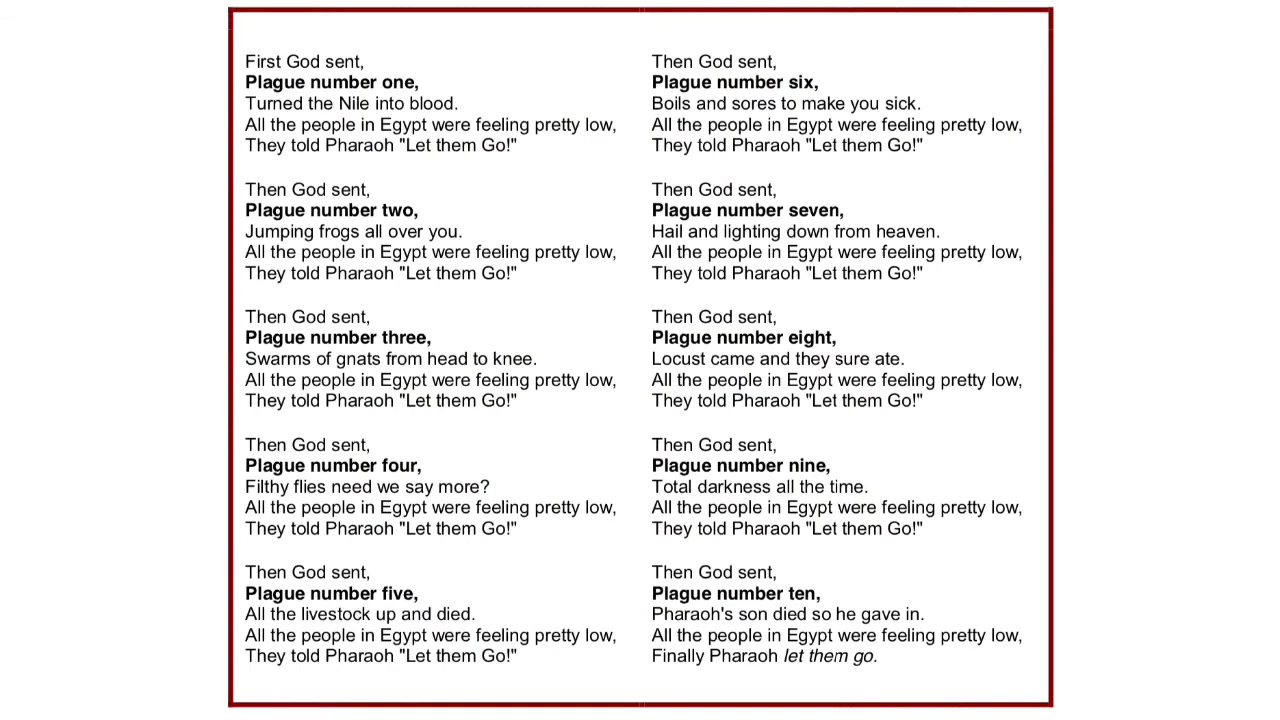 First God sent,
Plague number one,
Turned the Nile into blood.
All the people in Egypt were feeling pretty low,
They told Pharaoh "Let them Go!"
Then God sent,
Plague number two,
Jumping frogs all over you.
All the people in Egypt were feeling pretty low,
They told Pharaoh "Let them Go!"
Then God sent,
Plague number three,
Swarms of gnats from head to knee.
All the people in Egypt were feeling pretty low,
They told Pharaoh "Let them Go!"
Then God sent,
Plague number four,
Filthy flies need we say more?
All the people in Egypt were feeling pretty low,
They told Pharaoh "Let them Go!"
Then God sent,
Plague number five,
All the livestock up and died.
All the people in Egypt were feeling pretty low,
They told Pharaoh "Let them Go!"
Then God sent,
Plague number six,
Boils and sores to make you sick.
All the people in Egypt were feeling pretty low,
They told Pharaoh "Let them Go!"
Then God sent,
Plague number seven,
Hail and lighting down from heaven.
All the people in Egypt were feeling pretty low,
They told Pharaoh "Let them Go!"
Then God sent,
Plague number eight,
Locust came and they sure ate.
All the people in Egypt were feeling pretty low,
They told Pharaoh "Let them Go!"
Then God sent,
Plague number nine,
Total darkness all the time.
All the people in Egypt were feeling pretty low,
They told Pharaoh "Let them Go!"
Then God sent,
Plague number ten,
Pharaoh's son died so he gave in.
All the people in Egypt were feeling pretty low,
Finally Pharaoh let them go.